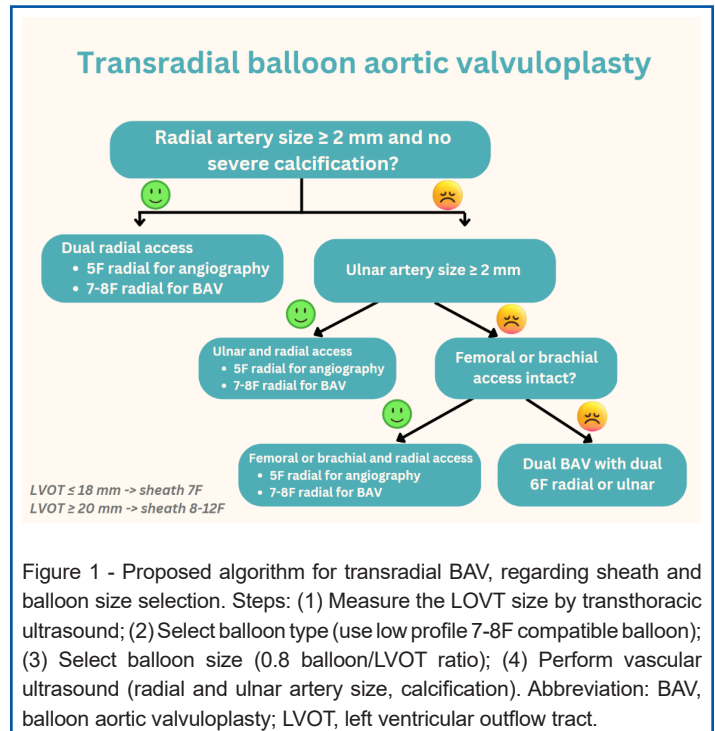 Transradial balloon aortic valvuloplasty
Radial artery size ≥ 2 mm and no
severe calcification?
Dual radial access
• 5F radial for angiography
• 7-8F radial for BAV
Ulnar artery size ≥ 2 mm
Ulnar and radial access
• 5F radial for angiography
• 7-8F radial for BAV
Femoral or brachial
access intact?
Femoral or brachial and radial access
• 5F radial for angiography
• 7-8F radial for BAV
Dual BAV with dual
6F radial or ulnar
LVOT ≤ 18 mm -> sheath 7F
LVOT ≥ 20 mm -> sheath 8-12F
Figure 1 - Proposed algorithm for transradial BAV, regarding sheath and
balloon size selection. Steps: (1) Measure the LOVT size by transthoracic
ultrasound; (2) Select balloon type (use low profile 7-8F compatible balloon);
(3) Select balloon size (0.8 balloon/LVOT ratio); (4) Perform vascular
ultrasound (radial and ulnar artery size, calcification). Abbreviation: BAV,
balloon aortic valvuloplasty; LVOT, left ventricular outflow tract.